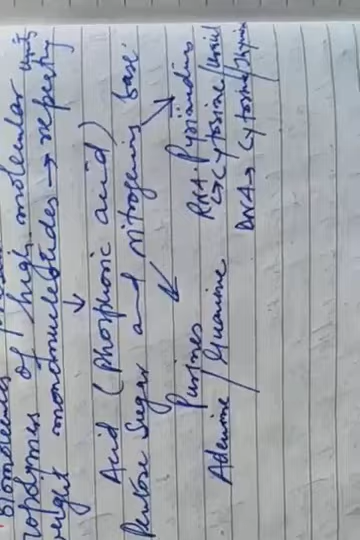 Biomolecules
ropolymers of high molecular
weight mononucleotides → repeating units
↓
Acid (Phosphoric acid)
Pentose Sugar and Nitrogenous base
Purines
Pyrimidines
Adenine/Guanine
RNA → Cytosine/Uracil
DNA → Cytosine/Thymine